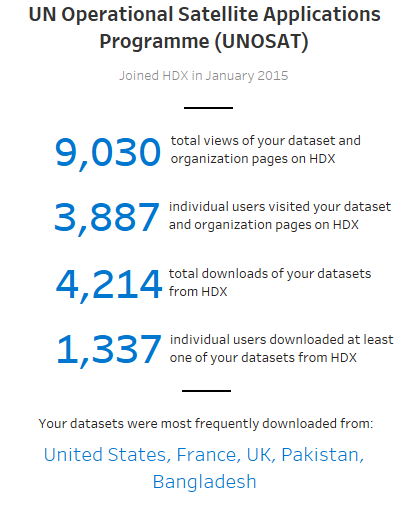 UN Operational Satellite Applications
Programme (UNOSAT)
Joined HDX in January 2015
9,030 total views of your dataset and
organization pages on HDX
3,887 individual users visited your dataset
and organization pages on HDX
4,214 total downloads of your datasets
from HDX
1,337 individual users downloaded at least
one of your datasets from HDX
Your datasets were most frequently downloaded from:
United States, France, UK, Pakistan,
Bangladesh